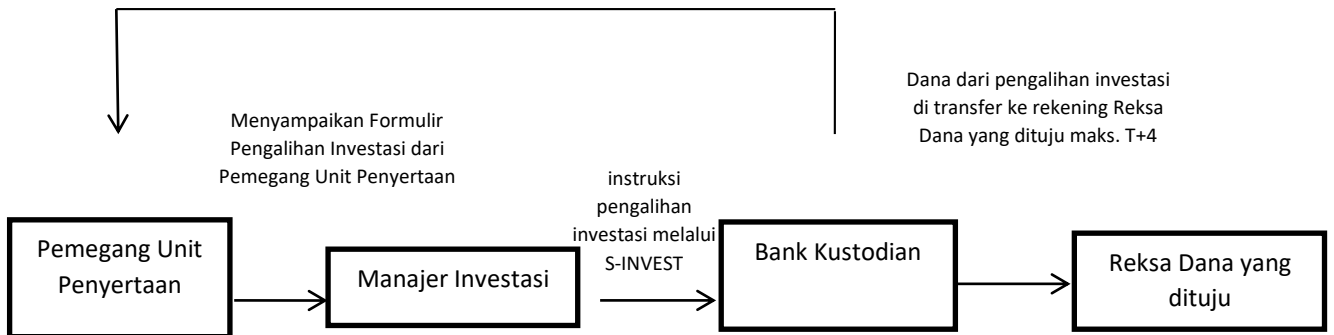 Dana dari pengalihan investasi
di transfer ke rekening Reksa
Dana yang dituju maks. T+4
Menyampaikan Formulir
Pengalihan Investasi dari
Pemegang Unit Penyertaan
instruksi
pengalihan
investasi melalui
S-INVEST
Pemegang Unit
Penyertaan
Manajer Investasi
Bank Kustodian
Reksa Dana yang
dituju